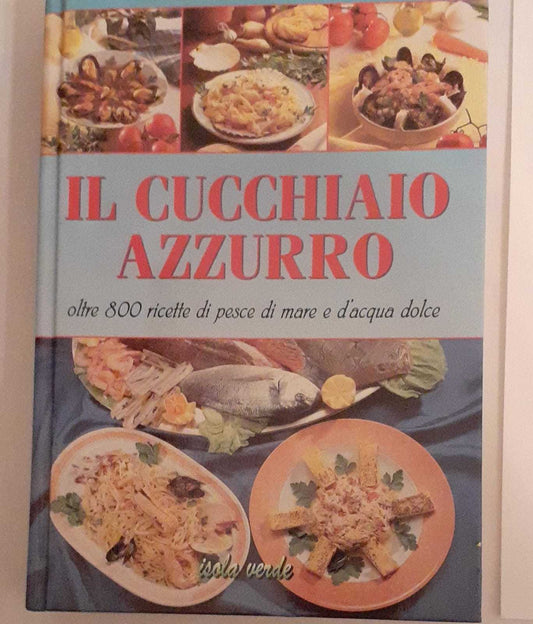 IL CUCCHIAIO
AZZURRO
oltre 800 ricette di pesce di mare e d'acqua dolce
isola verde